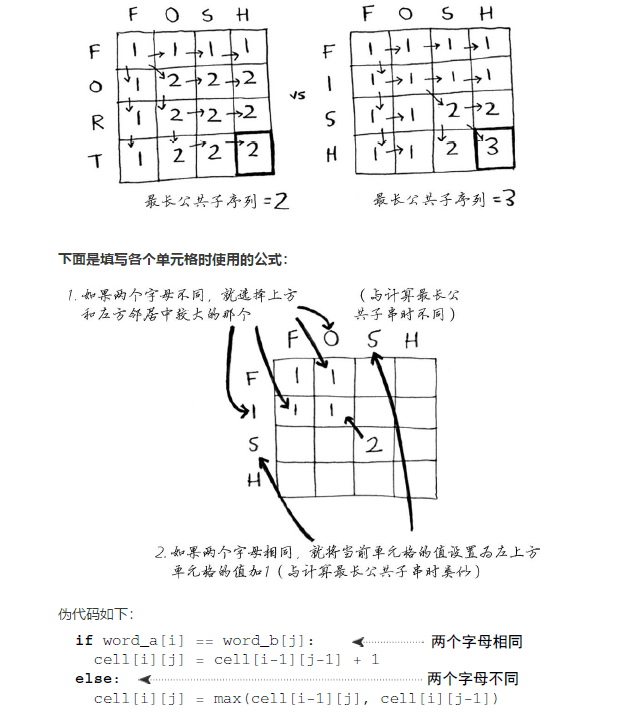 F O S H
F 1 1 1 1
O 1 2 2 2
R 1 2 2 2
T 1 2 2 2
最长公共子序列=2
vs
F O S H
F 1 1 1 1
I 1 1 1 1
S 1 1 2 2
H 1 1 2 3
最长公共子序列=3
下面是填写各个单元格时使用的公式：
1. 如果两个字母不同，就选择上方
和左方邻居中较大的那个
（与计算最长公
共子串时不同）
F O S H
F 1 1
I 1 1
S 2
H
2. 如果两个字母相同，就将当前单元格的值设置为左上方
单元格的值加1（与计算最长公共子串时类似）
伪代码如下：
if word_a[i] == word_b[j]: 两个字母相同
cell[i][j] = cell[i-1][j-1] + 1
else: 两个字母不同
cell[i][j] = max(cell[i-1][j], cell[i][j-1])